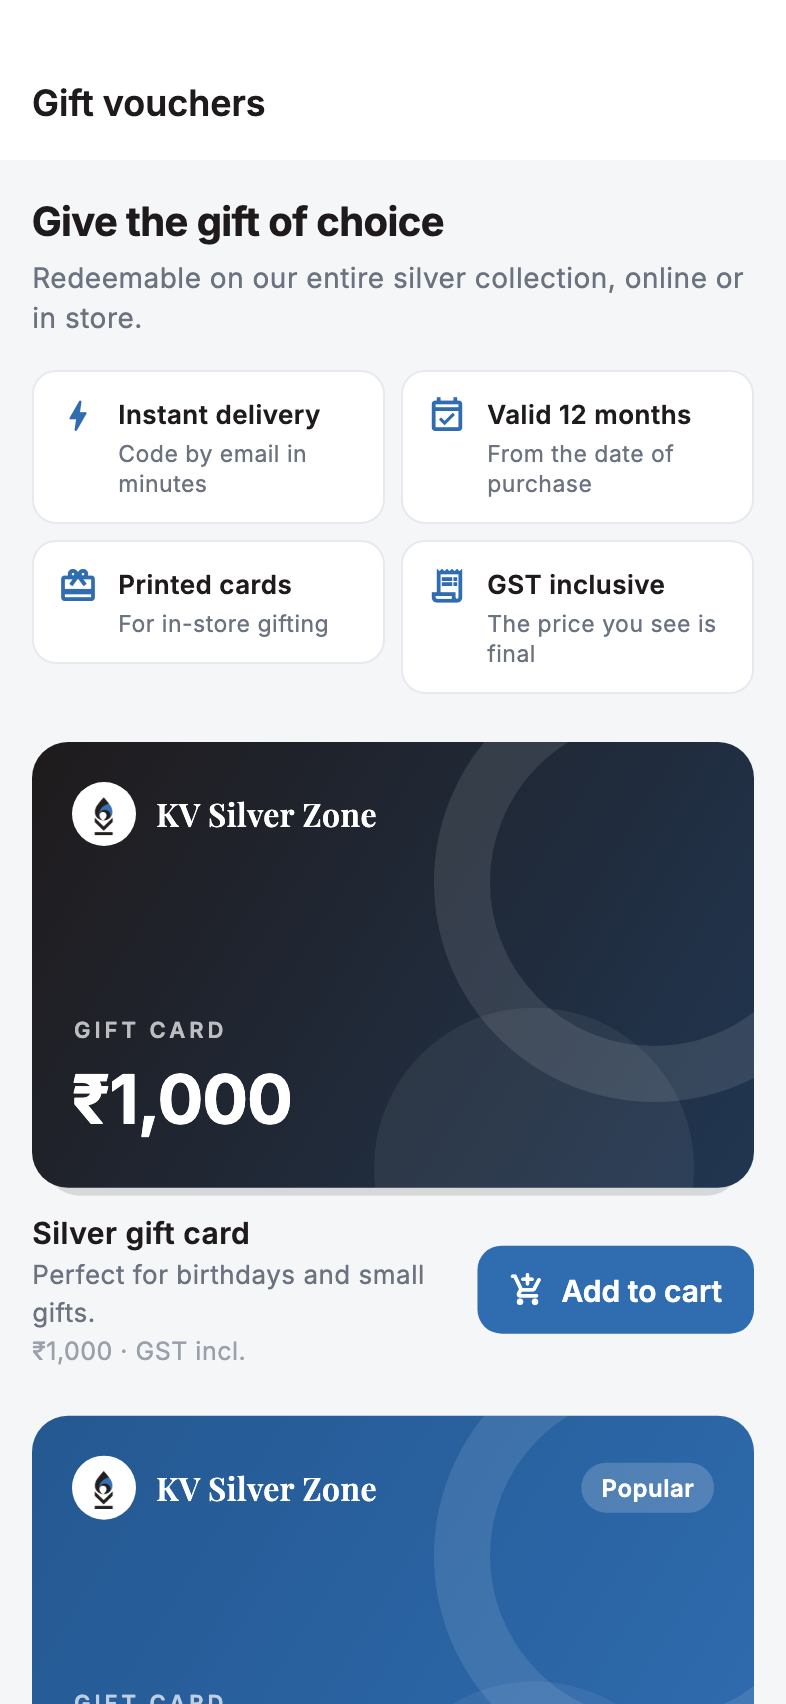 Gift vouchers
Give the gift of choice
Redeemable on our entire silver collection, online or
in store.
Instant delivery
Code by email in
minutes
Valid 12 months
From the date of
purchase
Printed cards
For in-store gifting
GST inclusive
The price you see is
final
KV Silver Zone
GIFT CARD
₹1,000
Silver gift card
Perfect for birthdays and small
gifts.
₹1,000 · GST incl.
Add to cart
KV Silver Zone
Popular
GIFT CARD